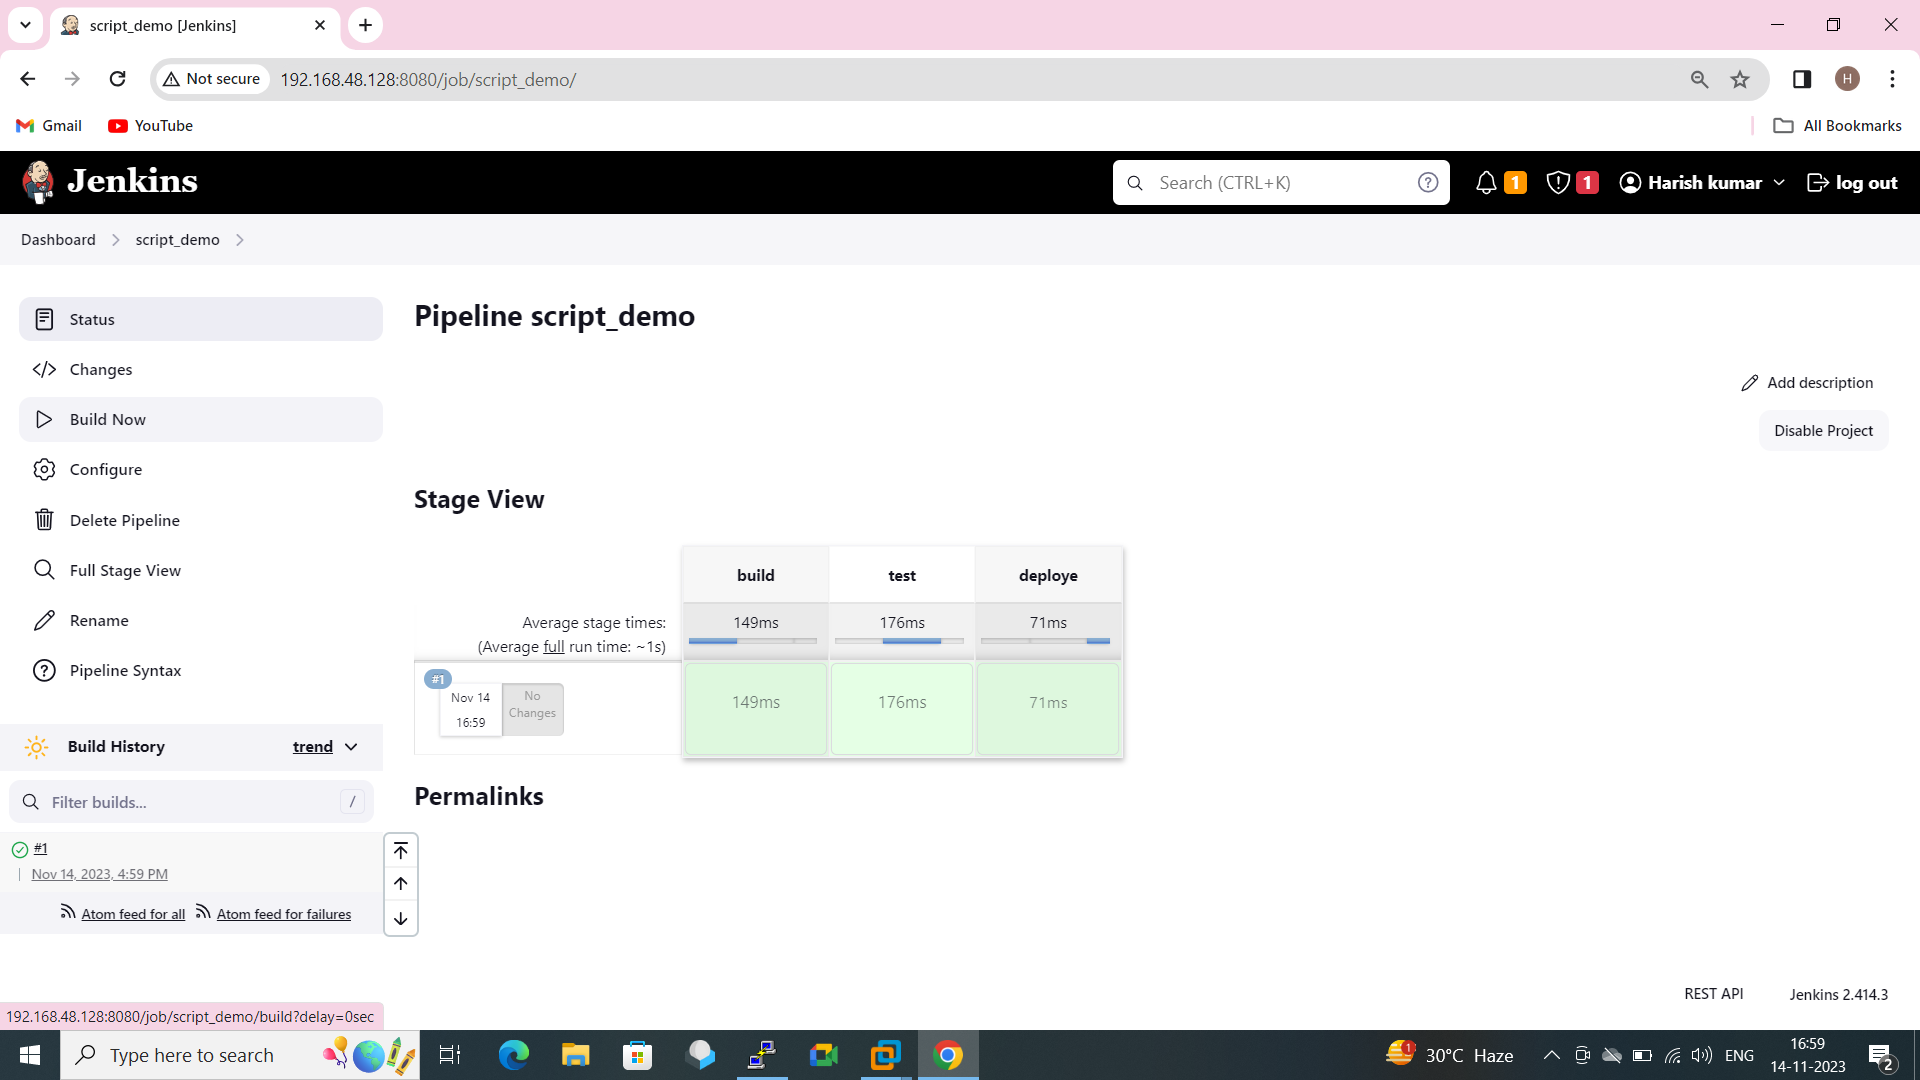 script_demo [Jenkins]
Not secure
192.168.48.128:8080/job/script_demo/
H
Gmail
YouTube
All Bookmarks
Jenkins
Search (CTRL+K)
?
1
1
Harish kumar
log out
Dashboard
script_demo
Status
Changes
Build Now
Configure
Delete Pipeline
Full Stage View
Rename
Pipeline Syntax
Pipeline script_demo
Add description
Disable Project
Stage View
build
test
deploye
Average stage times:
(Average full run time: ~1s)
149ms
176ms
71ms
#1
Nov 14
16:59
No
Changes
149ms
176ms
71ms
Permalinks
Build History
trend
Filter builds...
/
#1
Nov 14, 2023, 4:59 PM
Atom feed for all
Atom feed for failures
REST API
Jenkins 2.414.3
192.168.48.128:8080/job/script_demo/build?delay=0sec
Type here to search
1
30°C Haze
ENG
16:59
14-11-2023
2